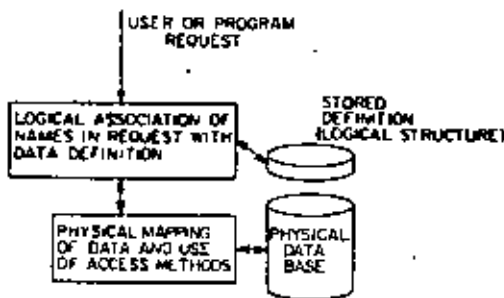 USER OR PROGRAM
REQUEST
LOGICAL ASSOCIATION OF
NAMES IN REQUEST WITH
DATA DEFINITION
STORED
DEFINITION
(LOGICAL STRUCTURE)
PHYSICAL MAPPING
OF DATA AND USE
OF ACCESS METHODS
PHYSICAL
DATA
BASE